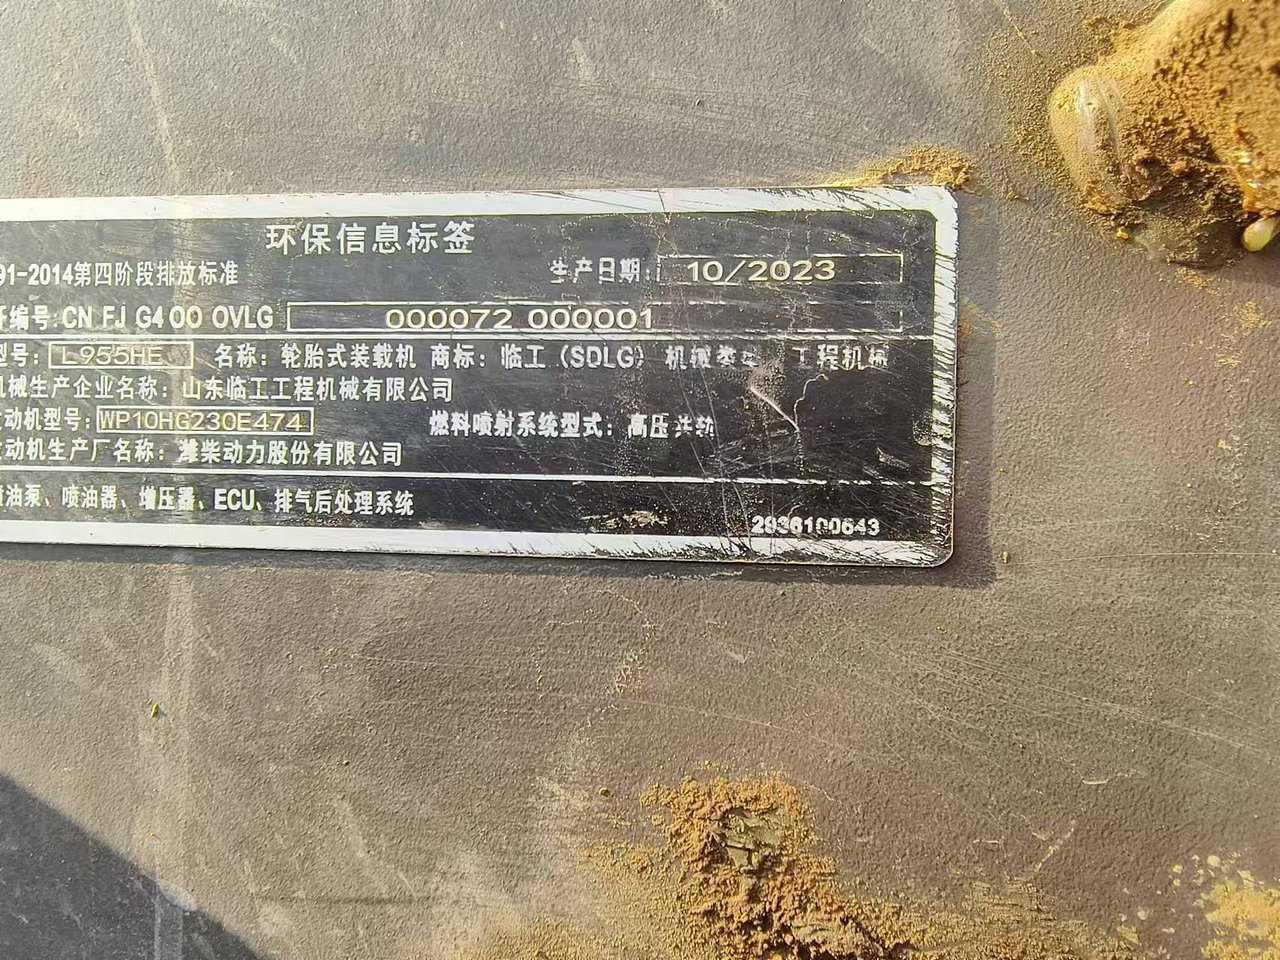 环保信息标签
91-2014第四阶段排放标准 生产日期: 10/2023
编号: CN FJ G4 00 0VLG 000072 000001
型号: L955HE 名称: 轮胎式装载机 商标: 临工 (SDLG) 机械类 工程机械
机械生产企业名称: 山东临工工程机械有限公司
动机型号: WP10HG230E474 燃料喷射系统型式: 高压共轨
动机生产厂名称: 潍柴动力股份有限公司
油泵、喷油器、增压器、ECU、排气后处理系统
2936100643